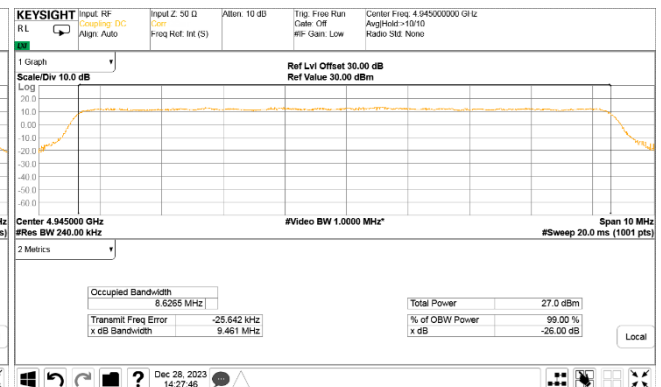 KEYSIGHT Input: RF Input Z: 50 Ω Atten: 10 dB Trig: Free Run Center Freq: 4.945000000 GHz
RL Coupling: DC Corr Gate: Off Avg|Hold:>10/10
Align: Auto Freq Ref: Int (S) #IF Gain: Low Radio Std: None
1 Graph
Ref Lvl Offset 30.00 dB
Scale/Div 10.0 dB Ref Value 30.00 dBm
Log
20.0
10.0
0.00
-10.0
-20.0
-30.0
-40.0
-50.0
-60.0
Hz Center 4.945000 GHz #Video BW 1.0000 MHz* Span 10 MHz
s) #Res BW 240.00 kHz #Sweep 20.0 ms (1001 pts)
2 Metrics
Occupied Bandwidth
8.6265 MHz Total Power 27.0 dBm
Transmit Freq Error -25.642 kHz % of OBW Power 99.00 %
x dB Bandwidth 9.461 MHz x dB -26.00 dB
Local
? Dec 28, 2023
14:27:46